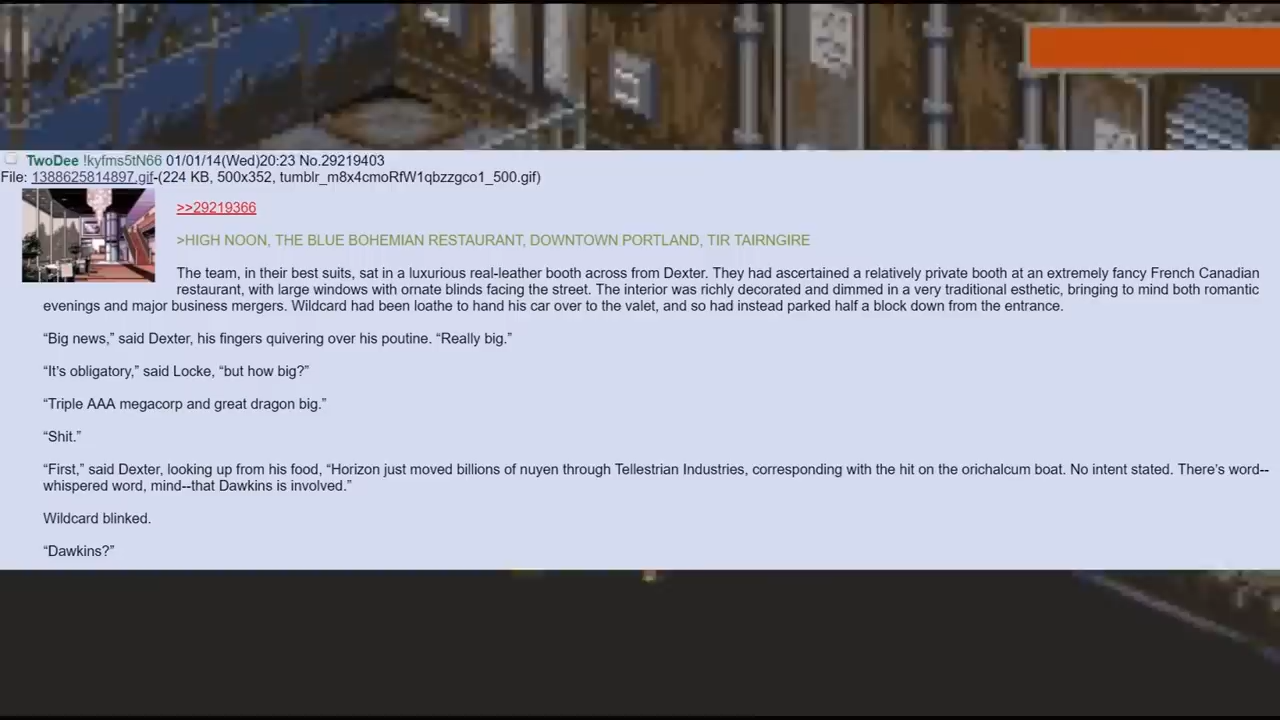 TwoDee !kyfms5tN66 01/01/14(Wed)20:23 No.29219403
File: 1388625814897.gif-(224 KB, 500x352, tumblr_m8x4cmoRfW1qbzzgco1_500.gif)
>>29219366
>HIGH NOON, THE BLUE BOHEMIAN RESTAURANT, DOWNTOWN PORTLAND, TIR TAIRNGIRE
The team, in their best suits, sat in a luxurious real-leather booth across from Dexter. They had ascertained a relatively private booth at an extremely fancy French Canadian
restaurant, with large windows with ornate blinds facing the street. The interior was richly decorated and dimmed in a very traditional esthetic, bringing to mind both romantic
evenings and major business mergers. Wildcard had been loathe to hand his car over to the valet, and so had instead parked half a block down from the entrance.
“Big news,” said Dexter, his fingers quivering over his poutine. “Really big.”
“It’s obligatory,” said Locke, “but how big?”
“Triple AAA megacorp and great dragon big.”
“Shit.”
“First,” said Dexter, looking up from his food, “Horizon just moved billions of nuyen through Tellestrian Industries, corresponding with the hit on the orichalcum boat. No intent stated. There’s word--
whispered word, mind--that Dawkins is involved.”
Wildcard blinked.
“Dawkins?”